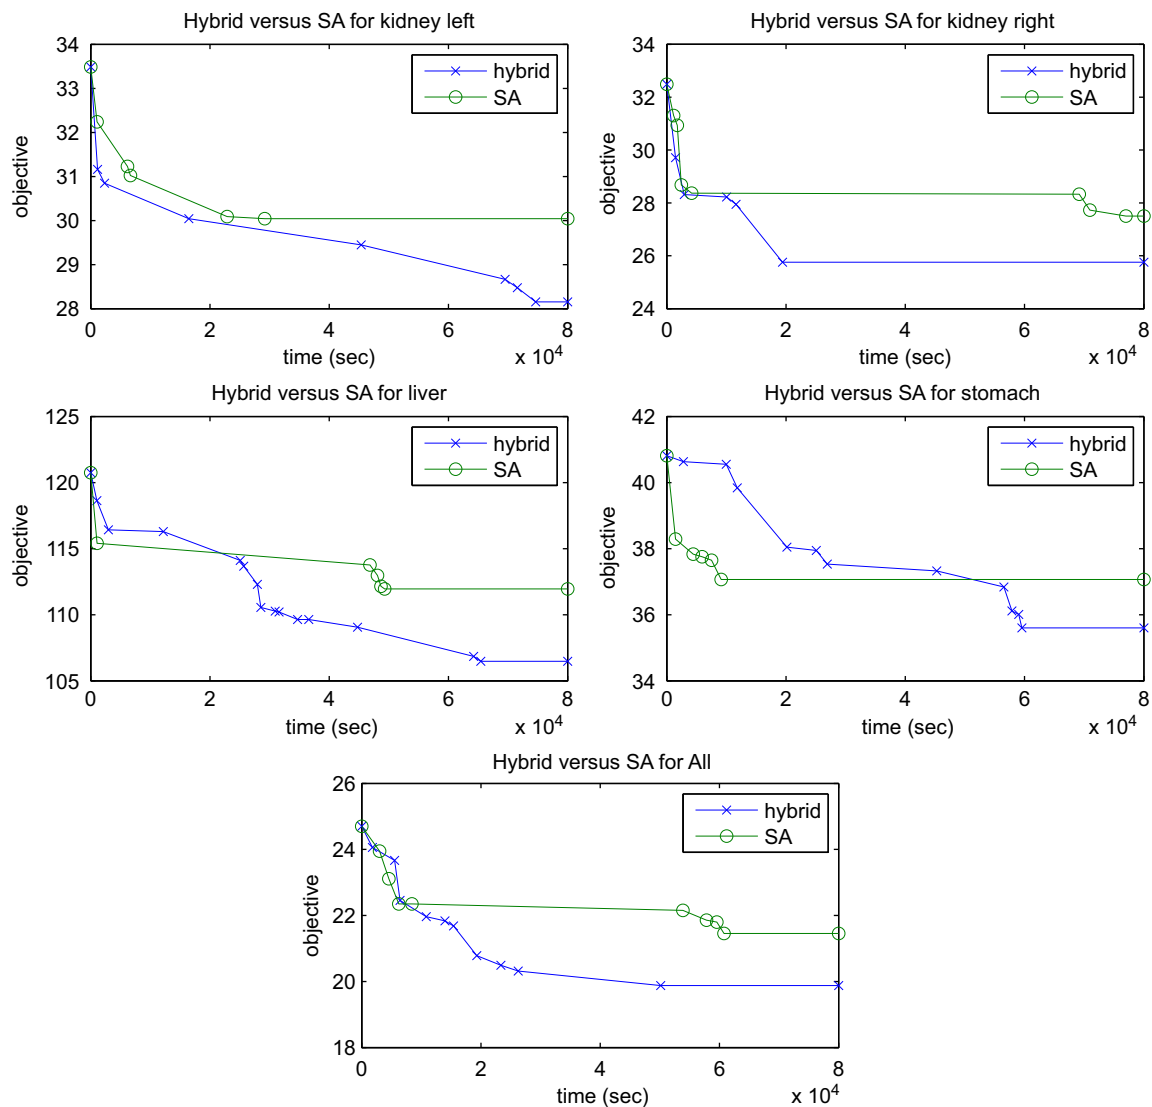 Hybrid versus SA for kidney left
34
33
32
31
30
29
28
objective
hybrid
SA
0 2 4 6 8
time (sec)
x 10^4
Hybrid versus SA for kidney right
34
32
30
28
26
24
objective
hybrid
SA
0 2 4 6 8
time (sec)
x 10^4
Hybrid versus SA for liver
125
120
115
110
105
objective
hybrid
SA
0 2 4 6 8
time (sec)
x 10^4
Hybrid versus SA for stomach
42
40
38
36
34
objective
hybrid
SA
0 2 4 6 8
time (sec)
x 10^4
Hybrid versus SA for All
26
24
22
20
18
objective
hybrid
SA
0 2 4 6 8
time (sec)
x 10^4